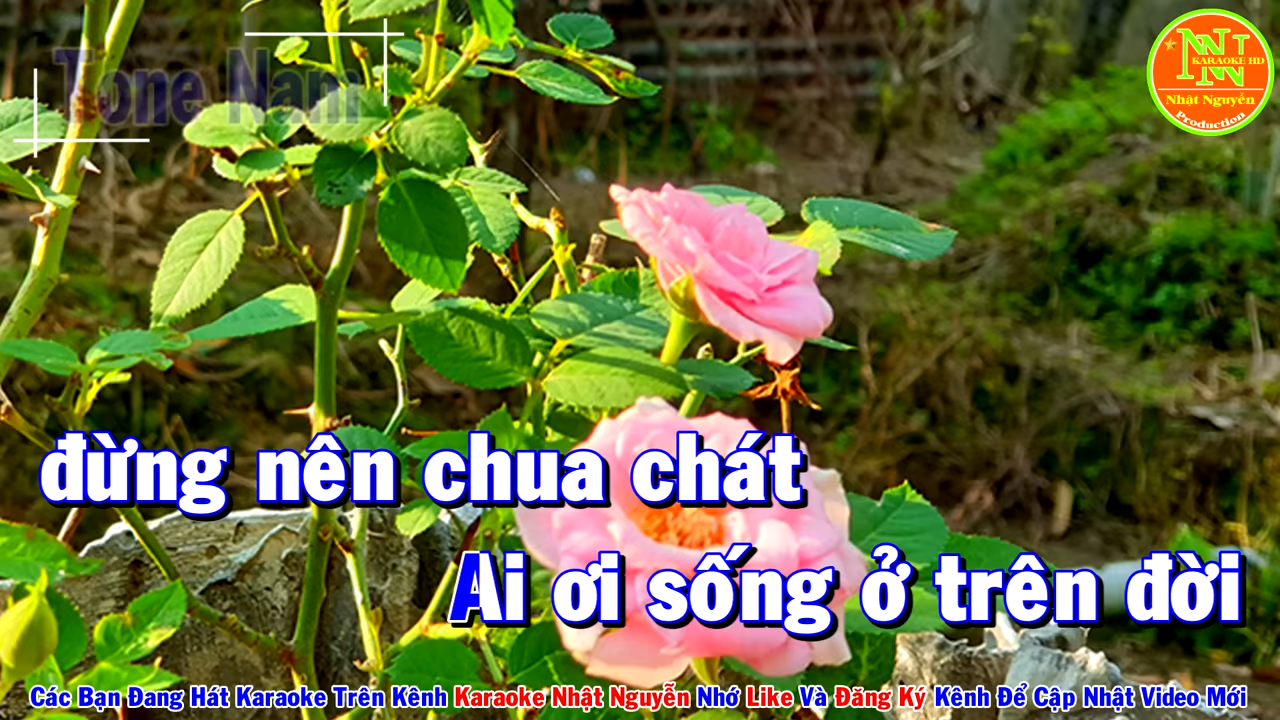 Tone Nam
NN
KARAOKE HD
Nhật Nguyễn
Production
đừng nên chua chát
Ai ơi sống ở trên đời
Các Bạn Đang Hát Karaoke Trên Kênh Karaoke Nhật Nguyễn Nhớ Like Và Đăng Ký Kênh Để Cập Nhật Video Mới